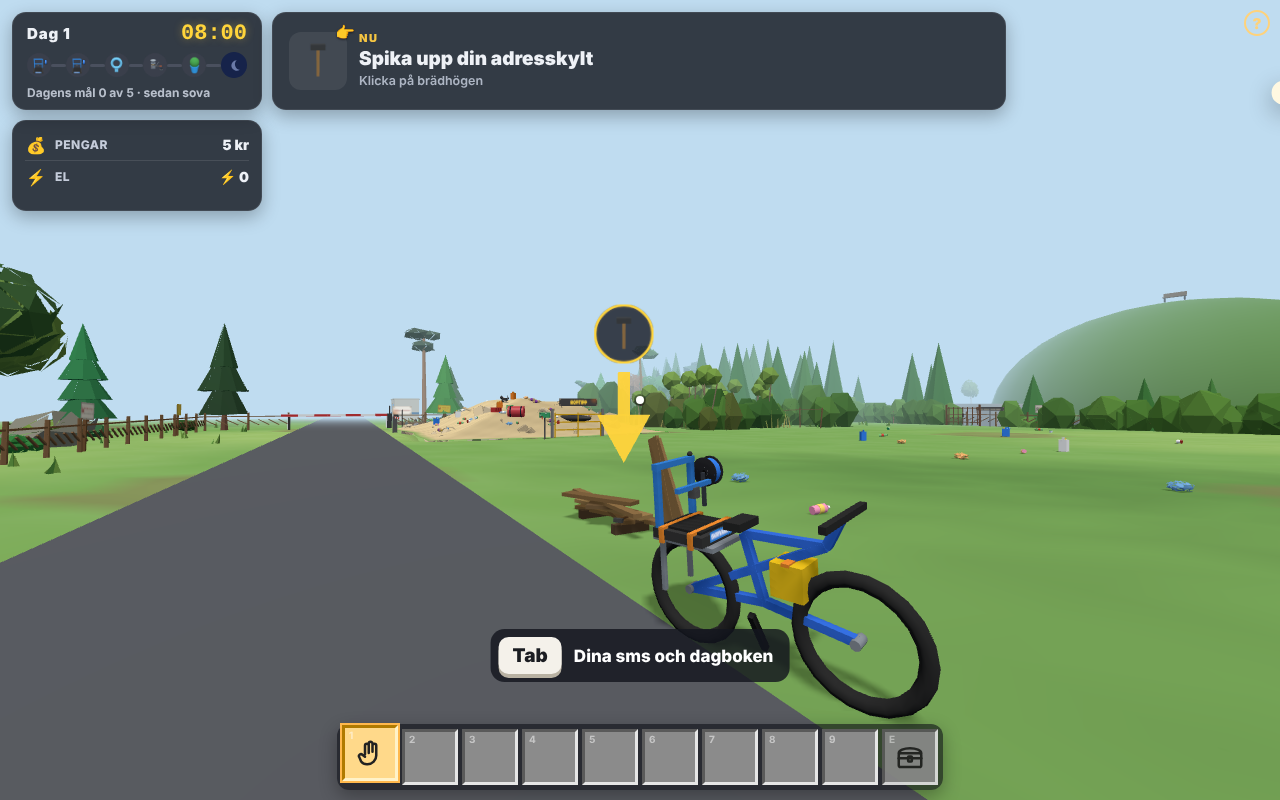 Dag 1
08:00
Dagens mål 0 av 5 · sedan sova
NU
Spika upp din adresskylt
Klicka på brädhögen
PENGAR
5 kr
EL
0
Tab
Dina sms och dagboken
1
2
3
4
5
6
7
8
9
E